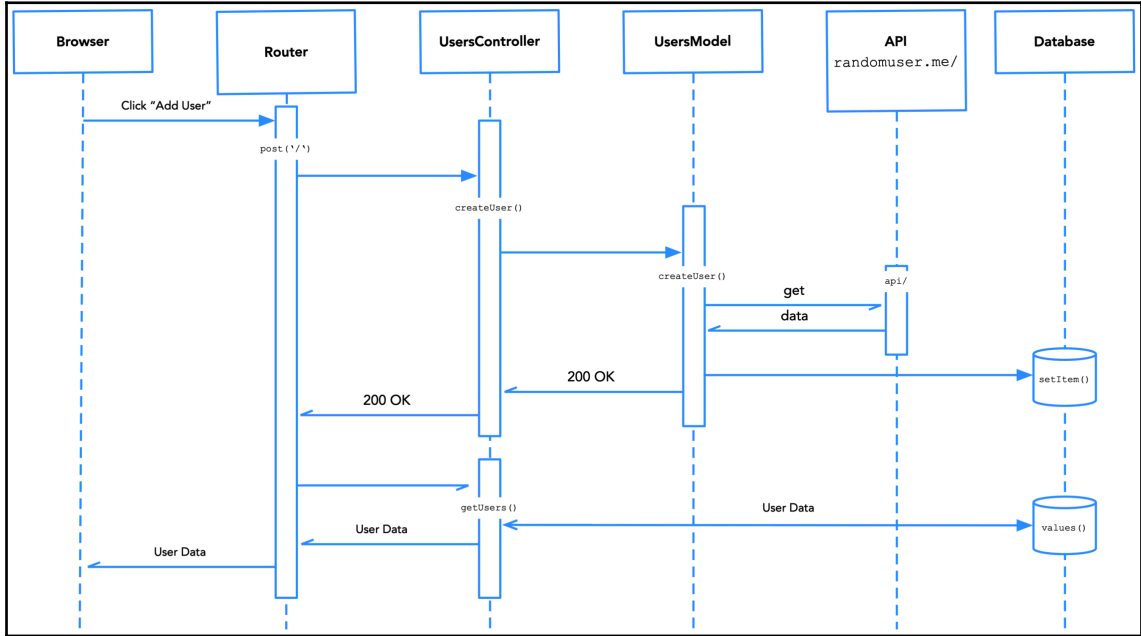 Browser
Router
UsersController
UsersModel
API
randomuser.me/
Database
Click “Add User”
post(‘/‘)
createUser()
createUser()
api/
get
data
200 OK
setItem()
200 OK
getUsers()
User Data
User Data
values()
User Data